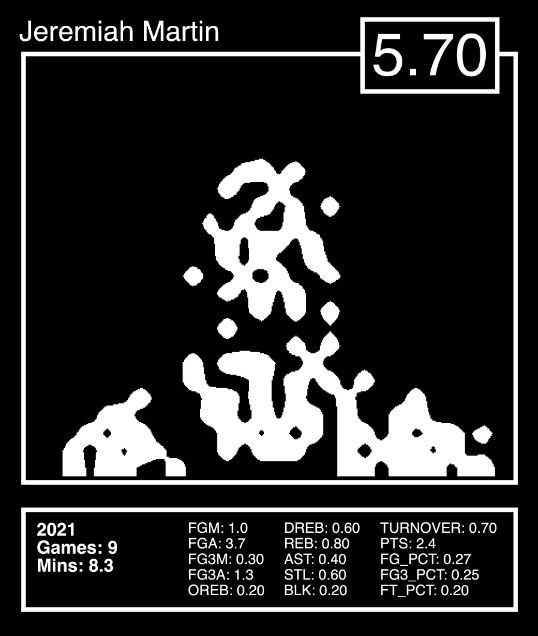 Jeremiah Martin
5.70
2021
Games: 9
Mins: 8.3
FGM: 1.0
FGA: 3.7
FG3M: 0.30
FG3A: 1.3
OREB: 0.20
DREB: 0.60
REB: 0.80
AST: 0.40
STL: 0.60
BLK: 0.20
TURNOVER: 0.70
PTS: 2.4
FG_PCT: 0.27
FG3_PCT: 0.25
FT_PCT: 0.20